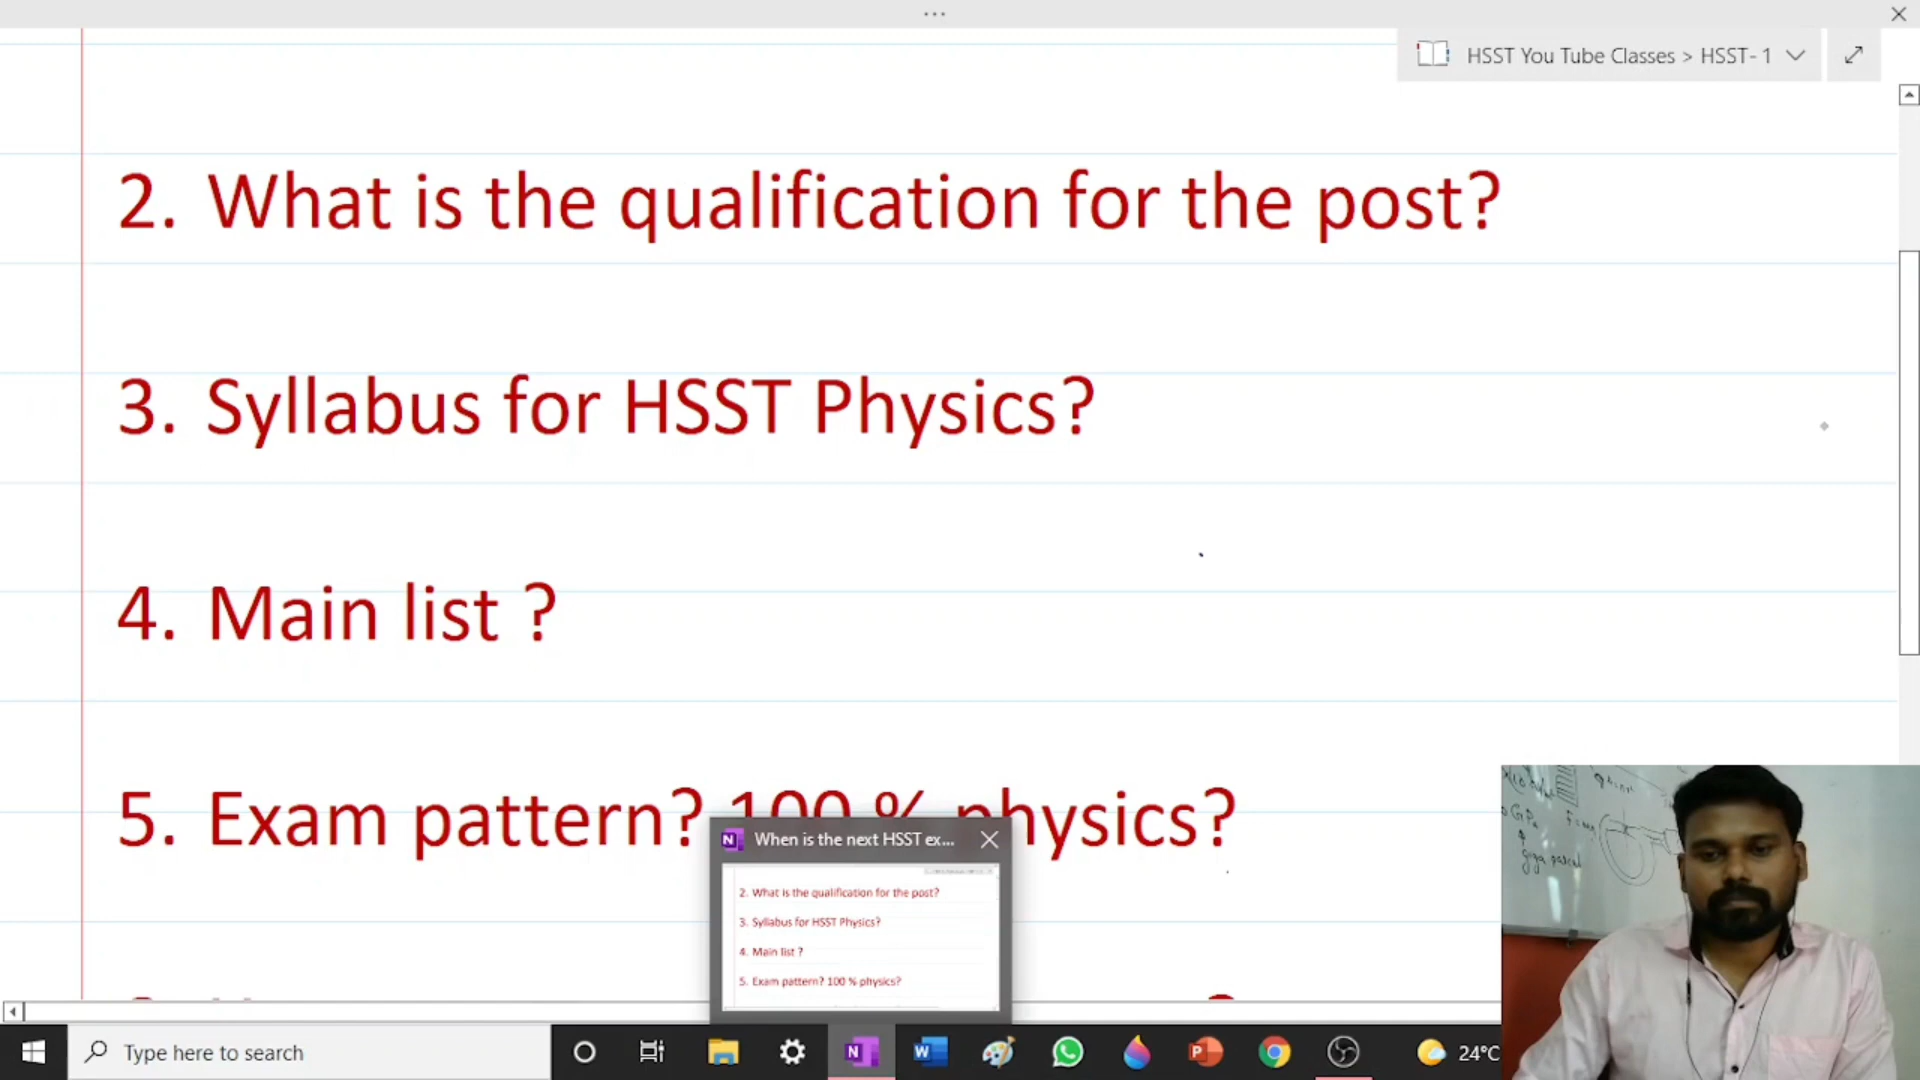 HSST You Tube Classes > HSST- 1
2. What is the qualification for the post?
3. Syllabus for HSST Physics?
4. Main list ?
5. Exam pattern? 100 % physics?
When is the next HSST ex...
2. What is the qualification for the post?
3. Syllabus for HSST Physics?
4. Main list ?
5. Exam pattern? 100 % physics?
Type here to search
24°C